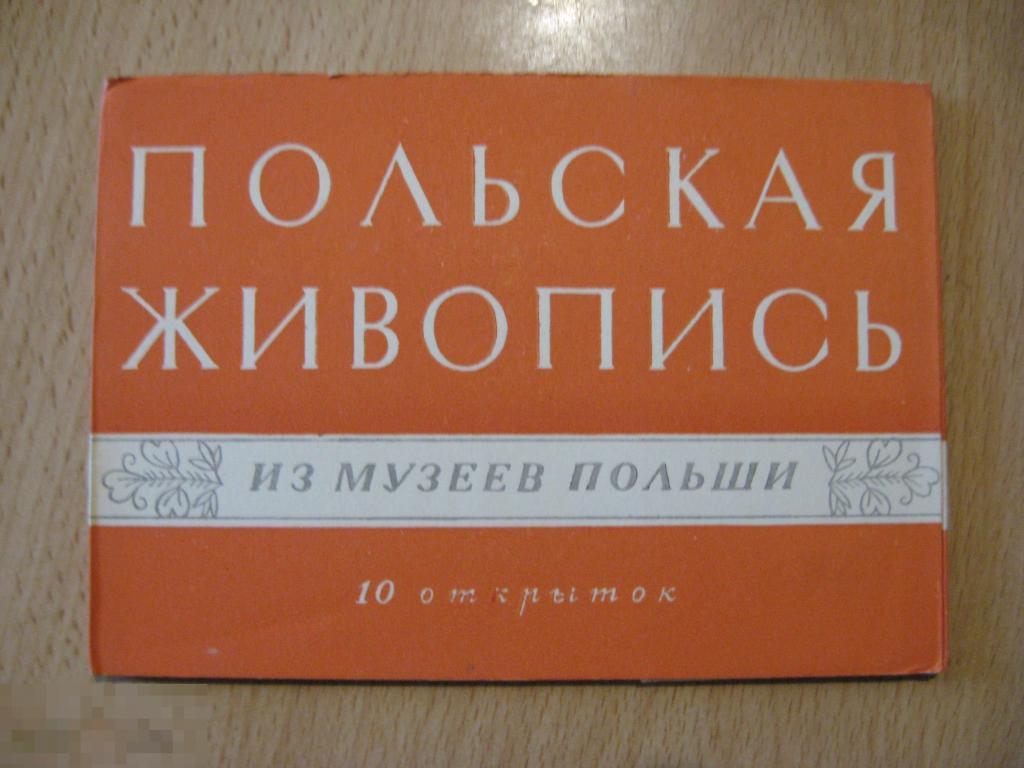 ПОЛЬСКАЯ
ЖИВОПИСЬ
ИЗ МУЗЕЕВ ПОЛЬШИ
10 открыток